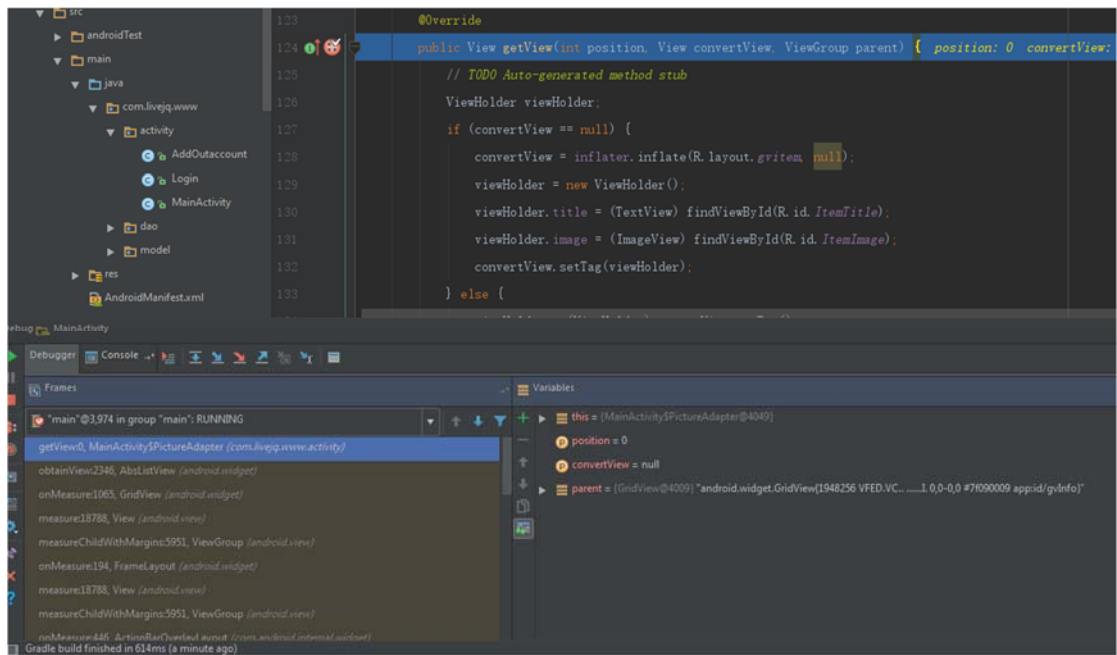 src
androidTest
main
java
com.livejq.www
activity
AddOutaccount
Login
MainActivity
dao
model
res
AndroidManifest.xml
123 @Override
124 public View getView(int position, View convertView, ViewGroup parent) { position: 0 convertView:
125 // TODO Auto-generated method stub
126 ViewHolder viewHolder;
127 if (convertView == null) {
128 convertView = inflater.inflate(R.layout.gvitem, null);
129 viewHolder = new ViewHolder();
130 viewHolder.title = (TextView) findViewById(R.id.ItemTitle);
131 viewHolder.image = (ImageView) findViewById(R.id.ItemImage);
132 convertView.setTag(viewHolder);
133 } else {
MainActivity
Debugger Console
Frames
"main"@3,974 in group "main": RUNNING
getView:0, MainActivity$PictureAdapter (com.livejq.www.activity)
obtainView:2346, AbsListView (android.widget)
onMeasure:1065, GridView (android.widget)
measure:18788, View (android.view)
measureChildWithMargins:5951, ViewGroup (android.view)
onMeasure:194, FrameLayout (android.widget)
measure:18788, View (android.view)
measureChildWithMargins:5951, ViewGroup (android.view)
onMeasure:446, ActionBarOverlayLayout (com.android.internal.widget)
Variables
this = {MainActivity$PictureAdapter@4049}
position = 0
convertView = null
parent = {GridView@4009} "android.widget.GridView{1948256 VFED.VC.. ......I. 0,0-0,0 #7f090009 app:id/gvInfo}"
Gradle build finished in 614ms (a minute ago)